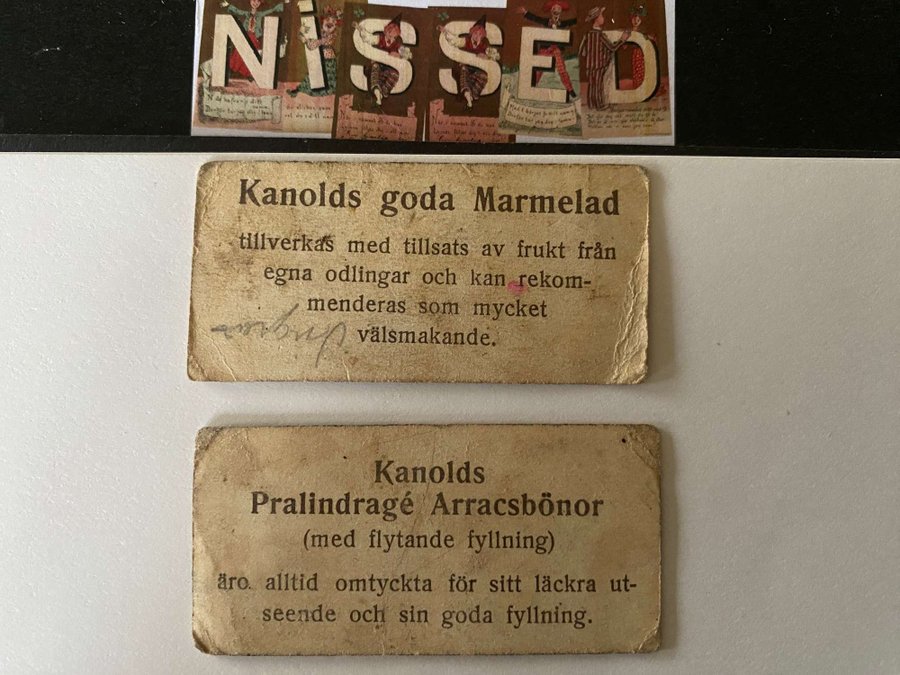 NISSED
Kanolds goda Marmelad
tillverkas med tillsats av frukt från
egna odlingar och kan rekom-
menderas som mycket
välsmakande.
Kanolds
Pralindragé Arracsbönor
(med flytande fyllning)
äro alltid omtyckta för sitt läckra ut-
seende och sin goda fyllning.